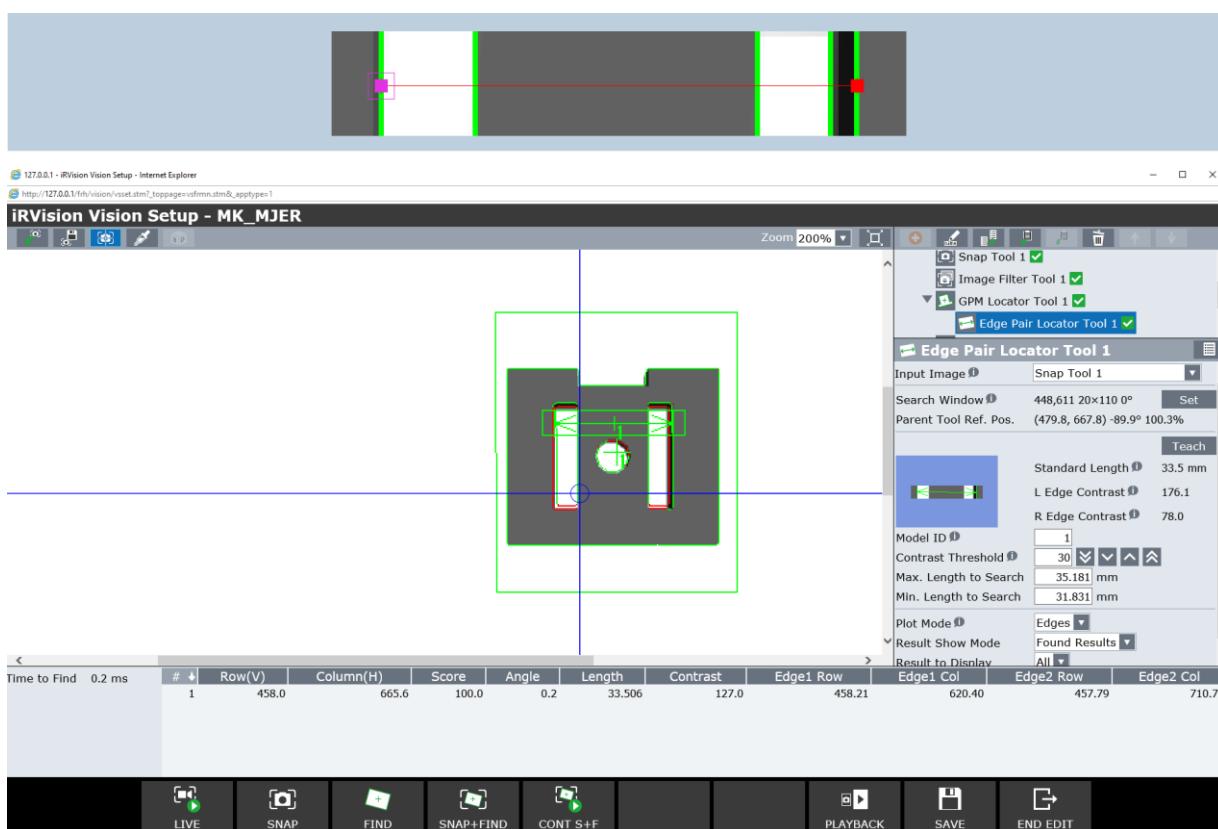 127.0.0.1 - iRVision Vision Setup - Internet Explorer
http://127.0.0.1/frh/vision/vsset.stm?_toppage=vsfrmn.stm&_apptype=1
iRVision Vision Setup - MK_MJER
Zoom 200%
Snap Tool 1
Image Filter Tool 1
GPM Locator Tool 1
Edge Pair Locator Tool 1
Edge Pair Locator Tool 1
Input Image Snap Tool 1
Search Window 448,611 20×110 0° Set
Parent Tool Ref. Pos. (479.8, 667.8) -89.9° 100.3%
Teach
Standard Length 33.5 mm
L Edge Contrast 176.1
R Edge Contrast 78.0
Model ID 1
Contrast Threshold 30
Max. Length to Search 35.181 mm
Min. Length to Search 31.831 mm
Plot Mode Edges
Result Show Mode Found Results
Result to Display All
1
1
Time to Find 0.2 ms
# Row(V) Column(H) Score Angle Length Contrast Edge1 Row Edge1 Col Edge2 Row Edge2 Col
1 458.0 665.6 100.0 0.2 33.506 127.0 458.21 620.40 457.79 710.7
LIVE SNAP FIND SNAP+FIND CONT S+F PLAYBACK SAVE END EDIT